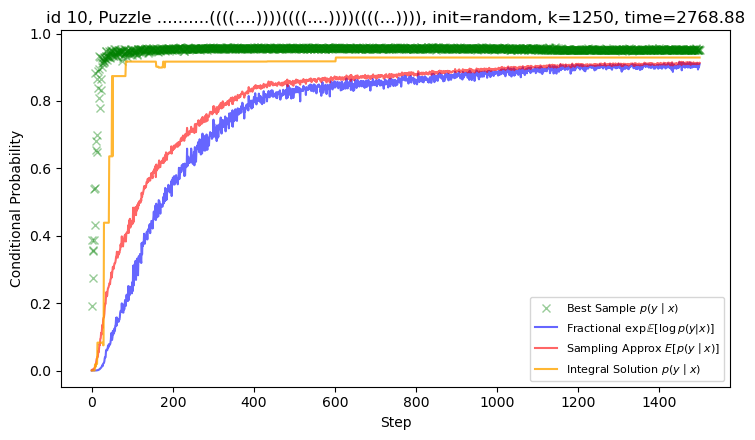 id 10, Puzzle ..........((((....))))((((....))))((((...)))), init=random, k=1250, time=2768.88
1.0
0.8
0.6
0.4
0.2
0.0
Conditional Probability
0 200 400 600 800 1000 1200 1400
Step
Best Sample p(y | x)
Fractional exp𝔼[log p(y|x)]
Sampling Approx E[p(y | x)]
Integral Solution p(y | x)